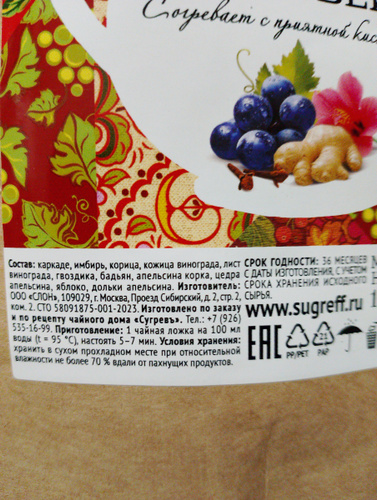 Согревает с приятной кис
Состав: каркаде, имбирь, корица, кожица винограда, лист
винограда, гвоздика, бадьян, апельсина корка, цедра
апельсина, яблоко, дольки апельсина. Изготовитель:
ООО «СЛОН», 109029, г. Москва, Проезд Сибирский, д. 2, стр. 2,
ком. 2. СТО 58091875-001-2023. Изготовлено по заказу
и по рецепту чайного дома «Сугревъ». Тел.: +7 (926)
535-16-99. Приготовление: 1 чайная ложка на 100 мл
воды (t = 95 °C), настоять 5–7 мин. Условия хранения:
хранить в сухом прохладном месте при относительной
влажности не более 70 % вдали от пахнущих продуктов.
СРОК ГОДНОСТИ: 36 МЕСЯЦЕВ
С ДАТЫ ИЗГОТОВЛЕНИЯ, С УЧЕТОМ
СРОКА ХРАНЕНИЯ ИСХОДНОГО
СЫРЬЯ.
www.sugreff.ru
EAC
PP/PET
PAP